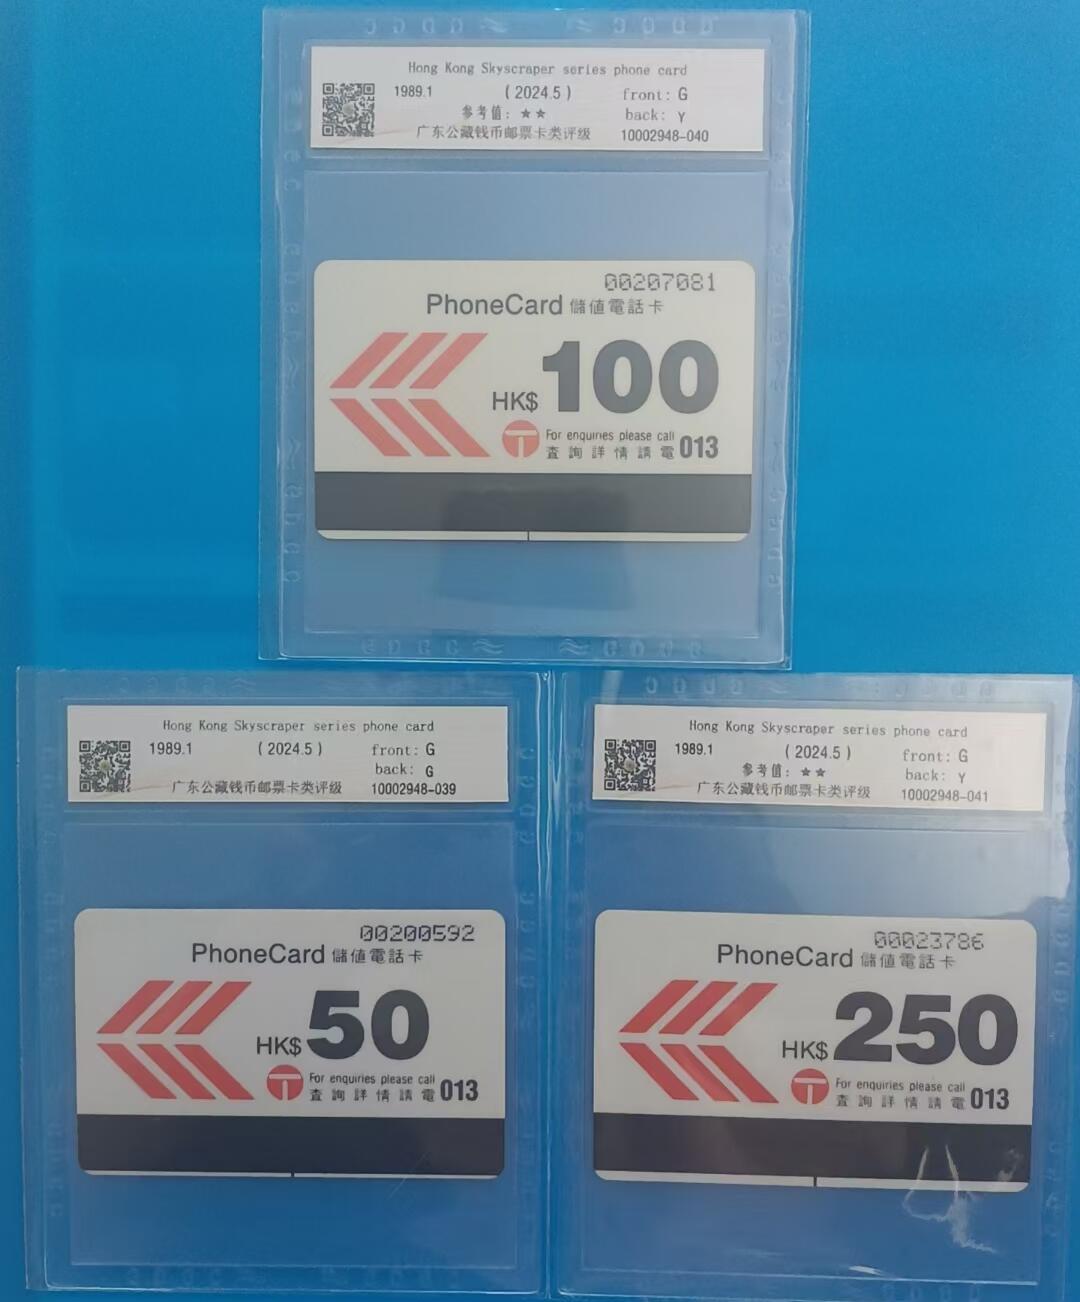 Hong Kong Skyscraper series phone card
1989.1 (2024.5) front: G
参考值: ★★ back: Y
广东公藏钱币邮票卡类评级 10002948-040
00207081
PhoneCard 儲值電話卡
HK$ 100
For enquiries please call
查詢詳情請電 013
Hong Kong Skyscraper series phone card
1989.1 (2024.5) front: G
back: G
广东公藏钱币邮票卡类评级 10002948-039
00200592
PhoneCard 儲值電話卡
HK$ 50
For enquiries please call
查詢詳情請電 013
Hong Kong Skyscraper series phone card
1989.1 (2024.5) front: G
参考值: ★★ back: Y
广东公藏钱币邮票卡类评级 10002948-041
00023786
PhoneCard 儲值電話卡
HK$ 250
For enquiries please call
查詢詳情請電 013